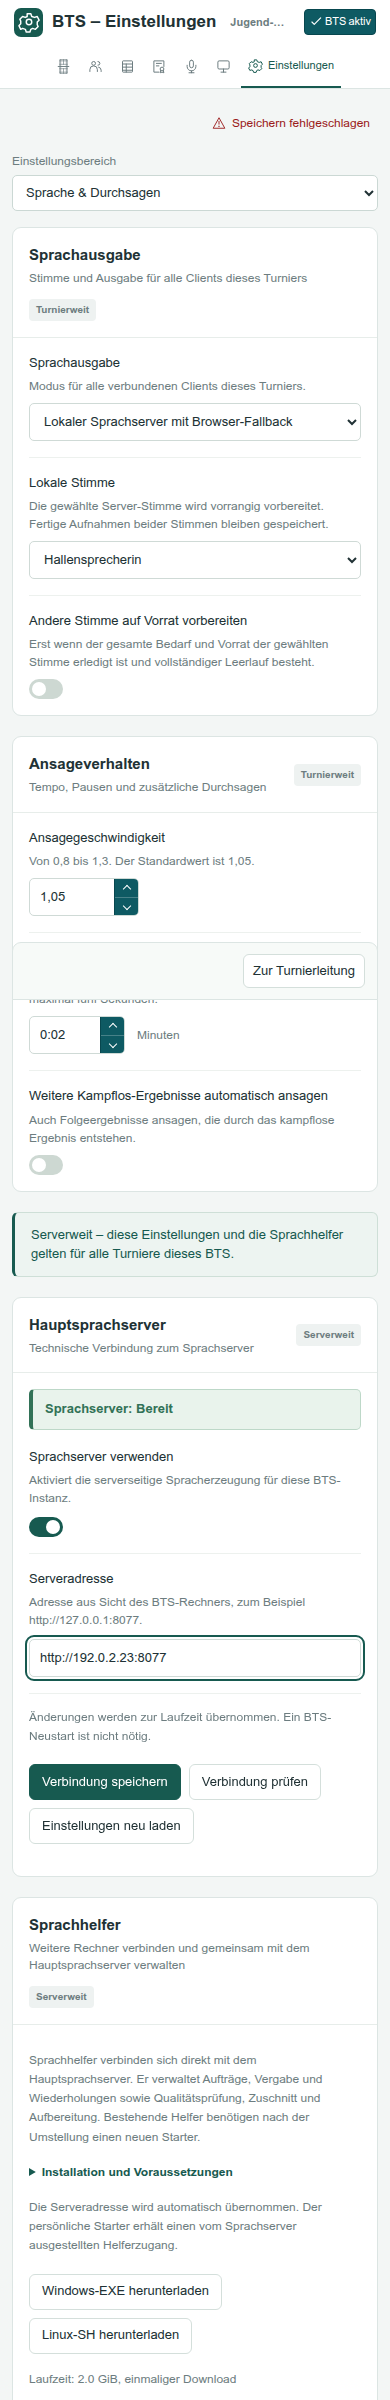 BTS – Einstellungen
Jugend-...
BTS aktiv
Einstellungen
Speichern fehlgeschlagen
Einstellungsbereich
Sprache & Durchsagen
Sprachausgabe
Stimme und Ausgabe für alle Clients dieses Turniers
Turnierweit
Sprachausgabe
Modus für alle verbundenen Clients dieses Turniers.
Lokaler Sprachserver mit Browser-Fallback
Lokale Stimme
Die gewählte Server-Stimme wird vorrangig vorbereitet.
Fertige Aufnahmen beider Stimmen bleiben gespeichert.
Hallensprecherin
Andere Stimme auf Vorrat vorbereiten
Erst wenn der gesamte Bedarf und Vorrat der gewählten
Stimme erledigt ist und vollständiger Leerlauf besteht.
Ansageverhalten
Turnierweit
Tempo, Pausen und zusätzliche Durchsagen
Ansagegeschwindigkeit
Von 0,8 bis 1,3. Der Standardwert ist 1,05.
1,05
Zur Turnierleitung
maximal fünf Sekunden.
0:02
Minuten
Weitere Kampflos-Ergebnisse automatisch ansagen
Auch Folgeergebnisse ansagen, die durch das kampflose
Ergebnis entstehen.
Serverweit – diese Einstellungen und die Sprachhelfer
gelten für alle Turniere dieses BTS.
Hauptsprachserver
Serverweit
Technische Verbindung zum Sprachserver
Sprachserver: Bereit
Sprachserver verwenden
Aktiviert die serverseitige Spracherzeugung für diese BTS-
Instanz.
Serveradresse
Adresse aus Sicht des BTS-Rechners, zum Beispiel
http://127.0.0.1:8077.
http://192.0.2.23:8077
Änderungen werden zur Laufzeit übernommen. Ein BTS-
Neustart ist nicht nötig.
Verbindung speichern
Verbindung prüfen
Einstellungen neu laden
Sprachhelfer
Weitere Rechner verbinden und gemeinsam mit dem
Hauptsprachserver verwalten
Serverweit
Sprachhelfer verbinden sich direkt mit dem
Hauptsprachserver. Er verwaltet Aufträge, Vergabe und
Wiederholungen sowie Qualitätsprüfung, Zuschnitt und
Aufbereitung. Bestehende Helfer benötigen nach der
Umstellung einen neuen Starter.
Installation und Voraussetzungen
Die Serveradresse wird automatisch übernommen. Der
persönliche Starter erhält einen vom Sprachserver
ausgestellten Helferzugang.
Windows-EXE herunterladen
Linux-SH herunterladen
Laufzeit: 2.0 GiB, einmaliger Download